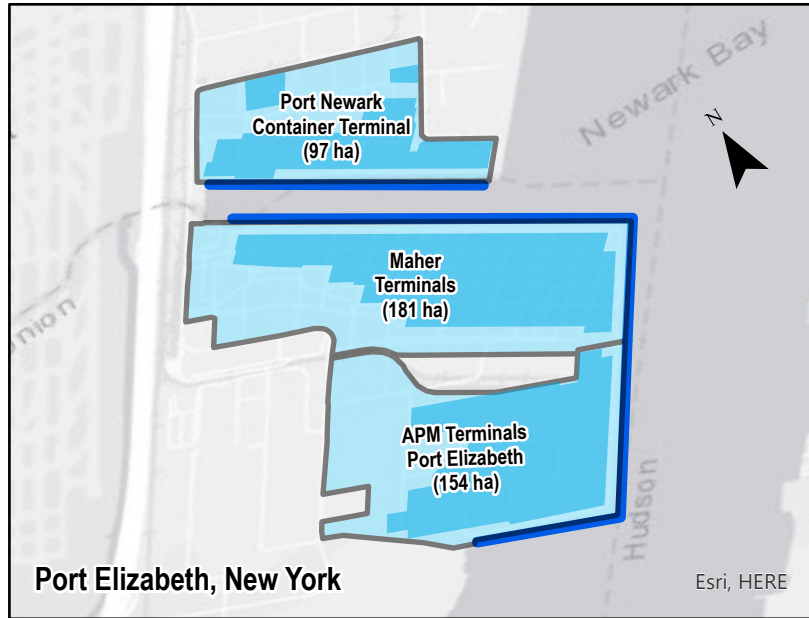 Newark Bay
N
Port Newark
Container Terminal
(97 ha)
Maher
Terminals
(181 ha)
nion
APM Terminals
Port Elizabeth
(154 ha)
Hudson
Port Elizabeth, New York
Esri, HERE